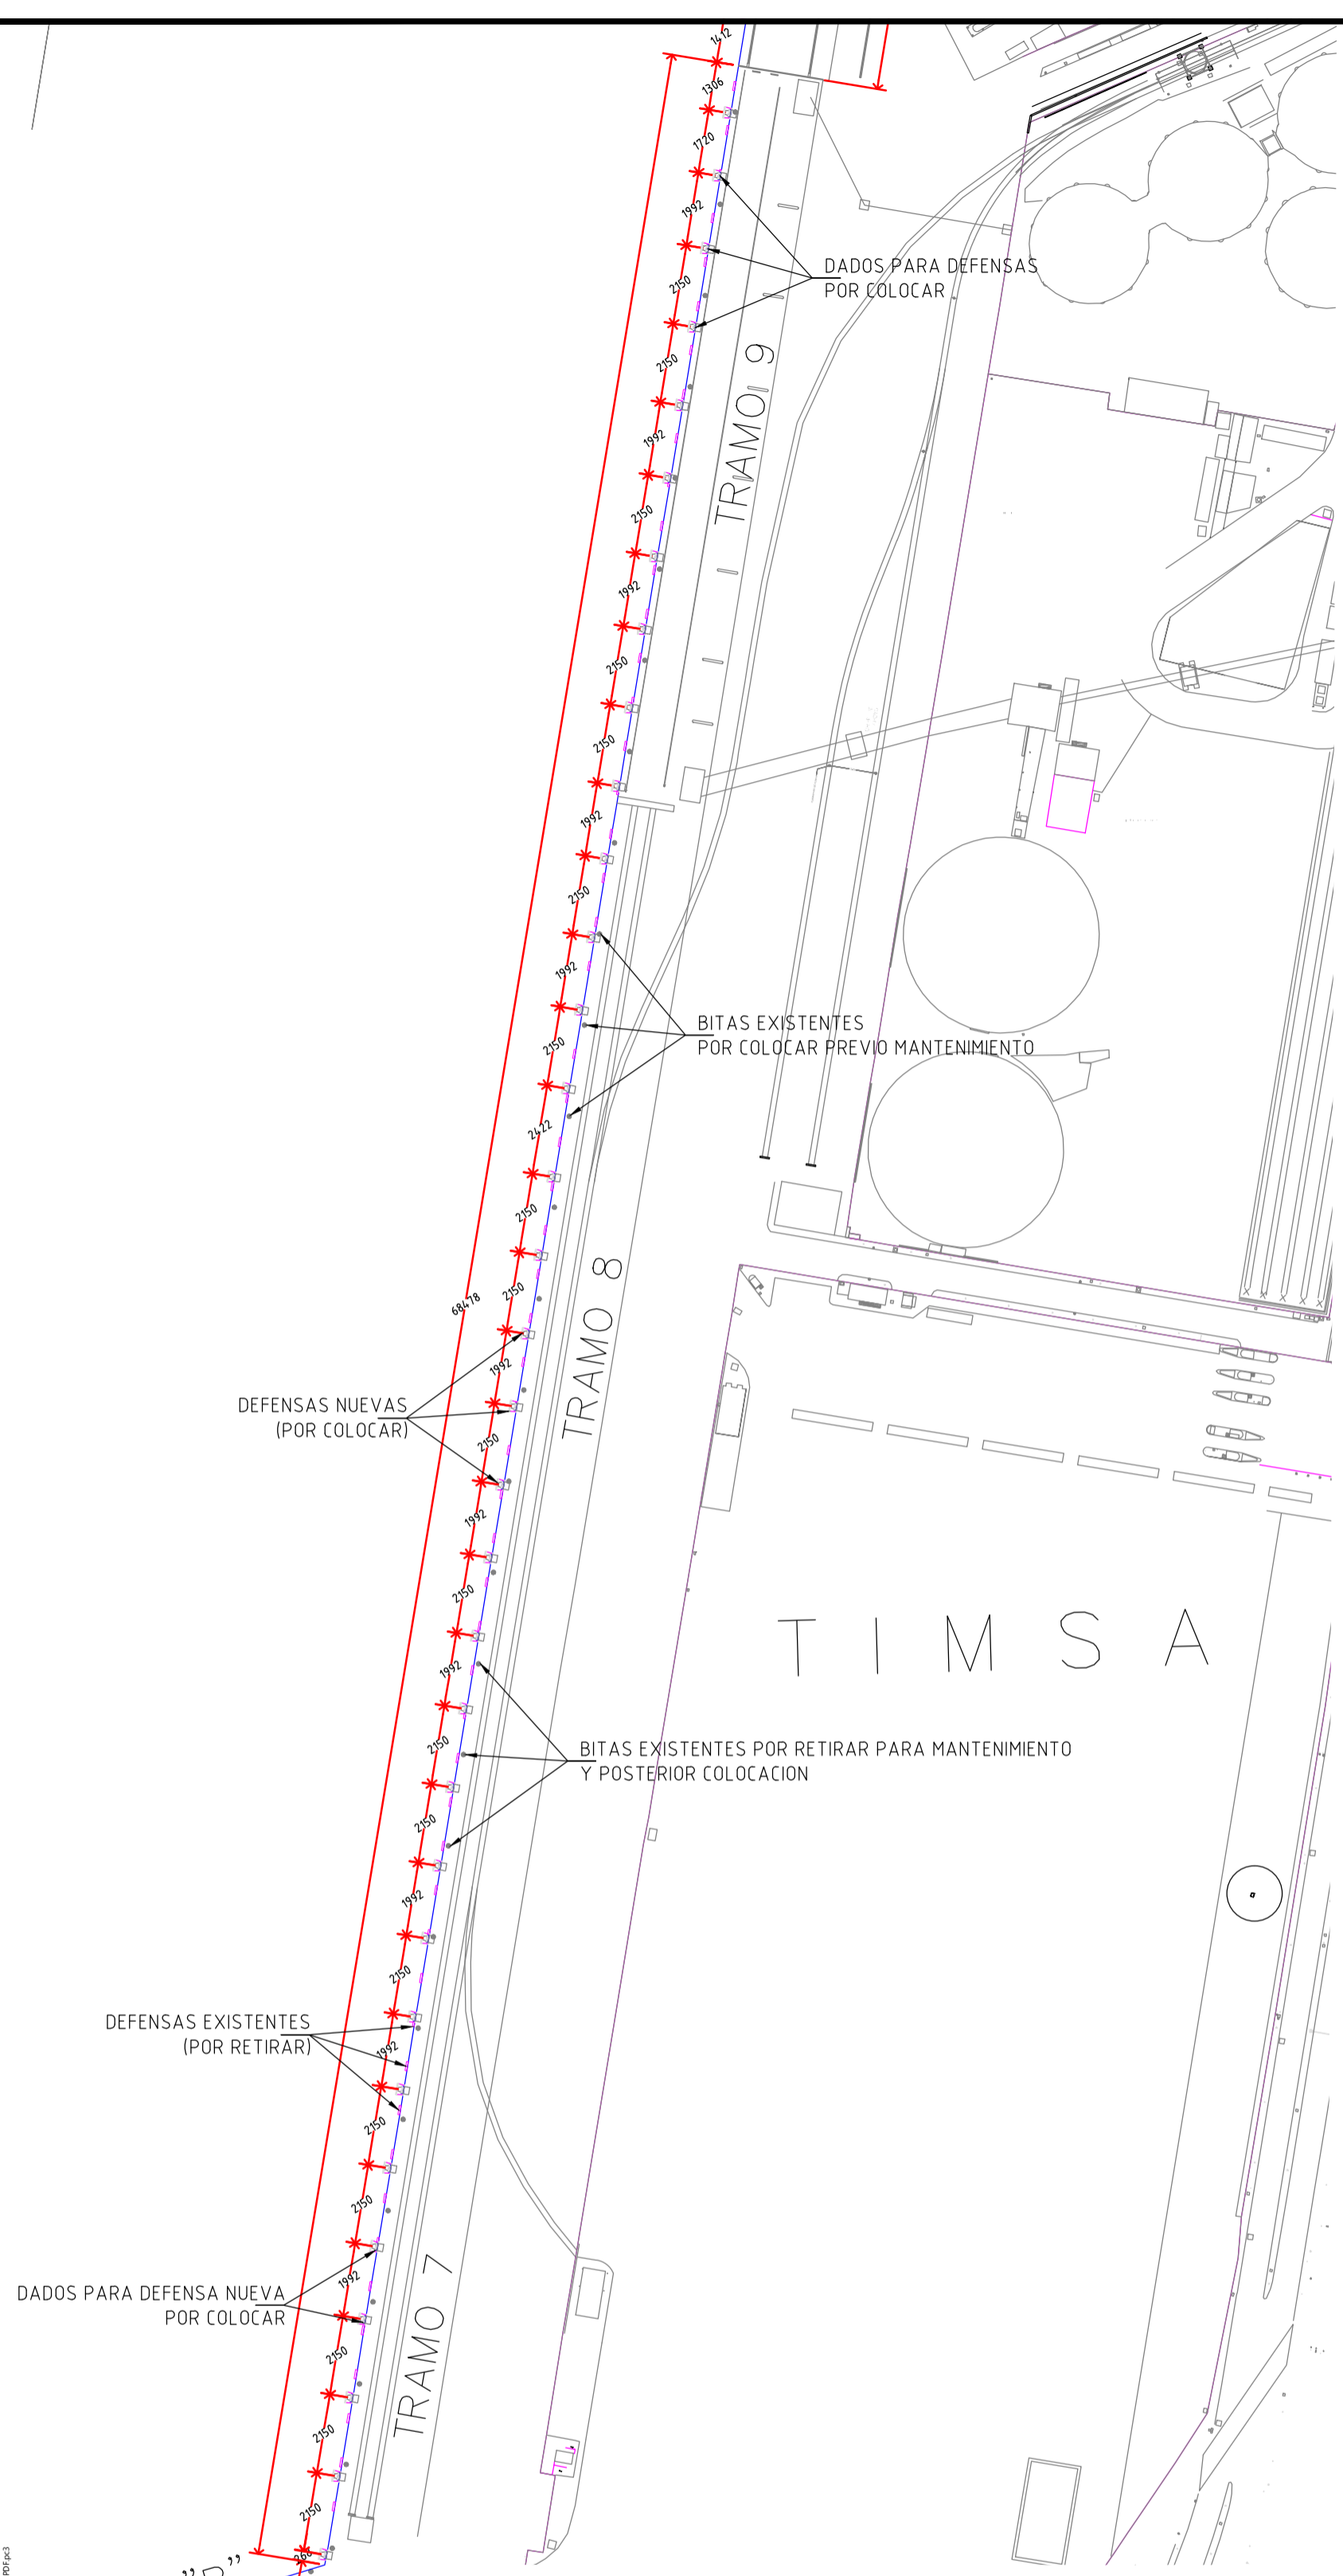 1412
1306
1720
1992
2150
DADOS PARA DEFENSAS
POR COLOCAR
2150
TRAMO 9
1992
2150
1992
2150
2150
1992
2150
1992
BITAS EXISTENTES
POR COLOCAR PREVIO MANTENIMIENTO
2150
2422
2150
2150
68478
TRAMO 8
1992
DEFENSAS NUEVAS
(POR COLOCAR)
2150
1992
2150
TIMSA
1992
2150
BITAS EXISTENTES POR RETIRAR PARA MANTENIMIENTO
Y POSTERIOR COLOCACION
2150
1992
2150
DEFENSAS EXISTENTES
(POR RETIRAR)
1992
2150
2150
1992
DADOS PARA DEFENSA NUEVA
POR COLOCAR
TRAMO 7
2150
2150
2150
PDF.pc3